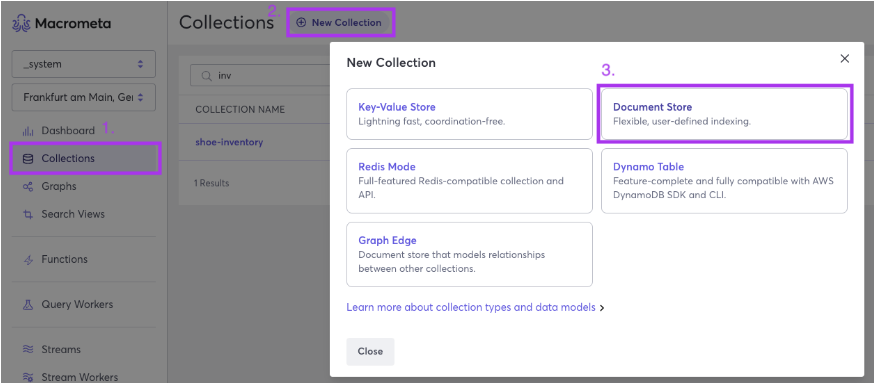 Macrometa
_system
Frankfurt am Main, Ger
Dashboard
1.
Collections
Graphs
Search Views
Functions
Query Workers
Streams
Stream Workers
Collections
2.
New Collection
inv
COLLECTION NAME
shoe-inventory
1 Results
New Collection
3.
Key-Value Store
Lightning fast, coordination-free.
Document Store
Flexible, user-defined indexing.
Redis Mode
Full-featured Redis-compatible collection and
API.
Dynamo Table
Feature-complete and fully compatible with AWS
DynamoDB SDK and CLI.
Graph Edge
Document store that models relationships
between other collections.
Learn more about collection types and data models
Close